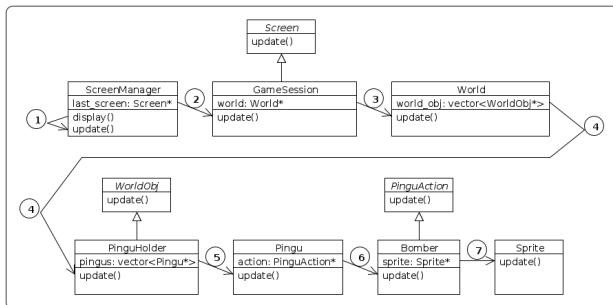 Screen
update()
ScreenManager
last_screen: Screen*
display()
update()
1
2
GameSession
world: World*
update()
3
World
world_obj: vector<WorldObj*>
update()
4
4
WorldObj
update()
PinguAction
update()
PinguHolder
pingus: vector<Pingu*>
update()
5
Pingu
action: PinguAction*
update()
6
Bomber
sprite: Sprite*
update()
7
Sprite
update()